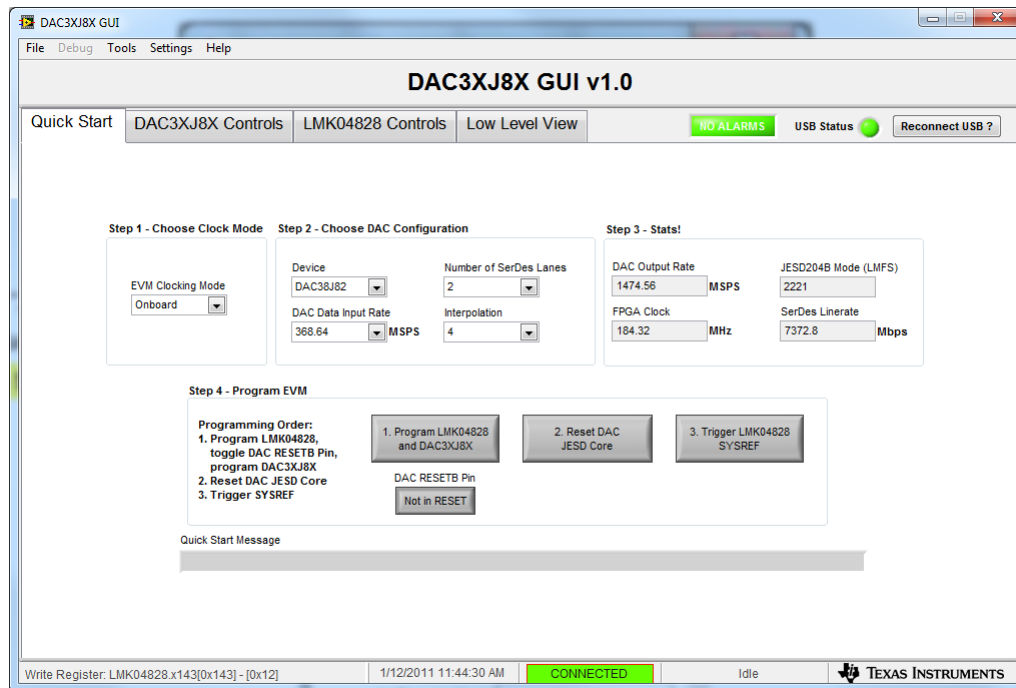 DAC3XJ8X GUI
File Debug Tools Settings Help
DAC3XJ8X GUI v1.0
Quick Start DAC3XJ8X Controls LMK04828 Controls Low Level View NO ALARMS USB Status Reconnect USB ?
Step 1 - Choose Clock Mode
EVM Clocking Mode
Onboard
Step 2 - Choose DAC Configuration
Device
DAC38J82
Number of SerDes Lanes
2
DAC Data Input Rate
368.64 MSPS
Interpolation
4
Step 3 - Stats!
DAC Output Rate
1474.56 MSPS
JESD204B Mode (LMFS)
2221
FPGA Clock
184.32 MHz
SerDes Linerate
7372.8 Mbps
Step 4 - Program EVM
Programming Order:
1. Program LMK04828,
toggle DAC RESETB Pin,
program DAC3XJ8X
2. Reset DAC JESD Core
3. Trigger SYSREF
1. Program LMK04828
and DAC3XJ8X
2. Reset DAC
JESD Core
3. Trigger LMK04828
SYSREF
DAC RESETB Pin
Not in RESET
Quick Start Message
Write Register: LMK04828.x143[0x143] - [0x12] 1/12/2011 11:44:30 AM CONNECTED Idle TEXAS INSTRUMENTS